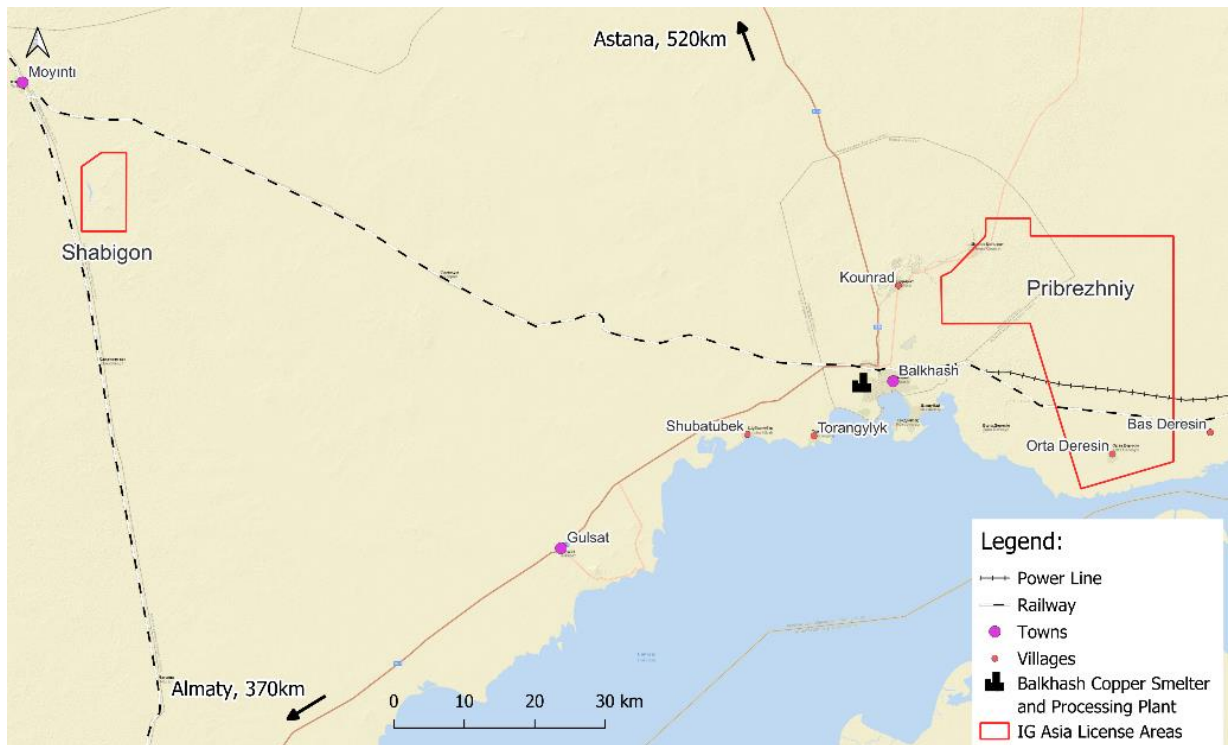 Astana, 520km
Moyinti
Shabigon
Kounrad
Pribrezhniy
Balkhash
Shubatubek
Torangylyk
Bas Deresin
Orta Deresin
Gulsat
Almaty, 370km
0 10 20 30 km
Legend:
Power Line
Railway
Towns
Villages
Balkhash Copper Smelter
and Processing Plant
IG Asia License Areas